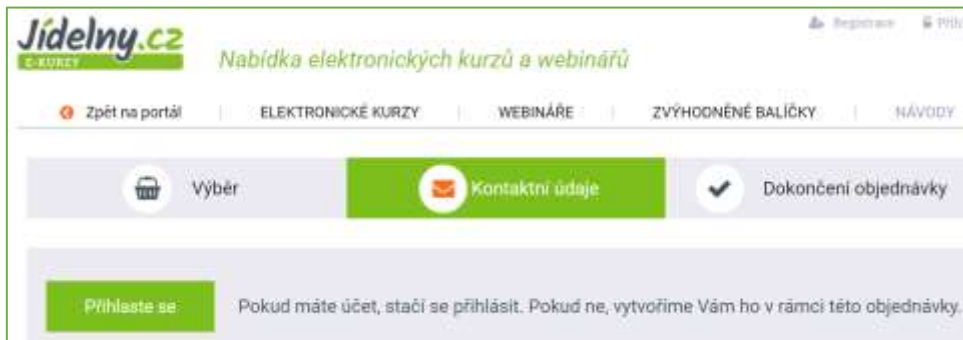 Jídelny.cz
E-KURZY
Registrace
Nabídka elektronických kurzů a webinářů
Zpět na portál
ELEKTRONICKÉ KURZY
WEBINÁŘE
ZVÝHODNĚNÉ BALÍČKY
NÁVODY
Výběr
Kontaktní údaje
Dokončení objednávky
Přihlaste se
Pokud máte účet, stačí se přihlásit. Pokud ne, vytvoříme Vám ho v rámci této objednávky.